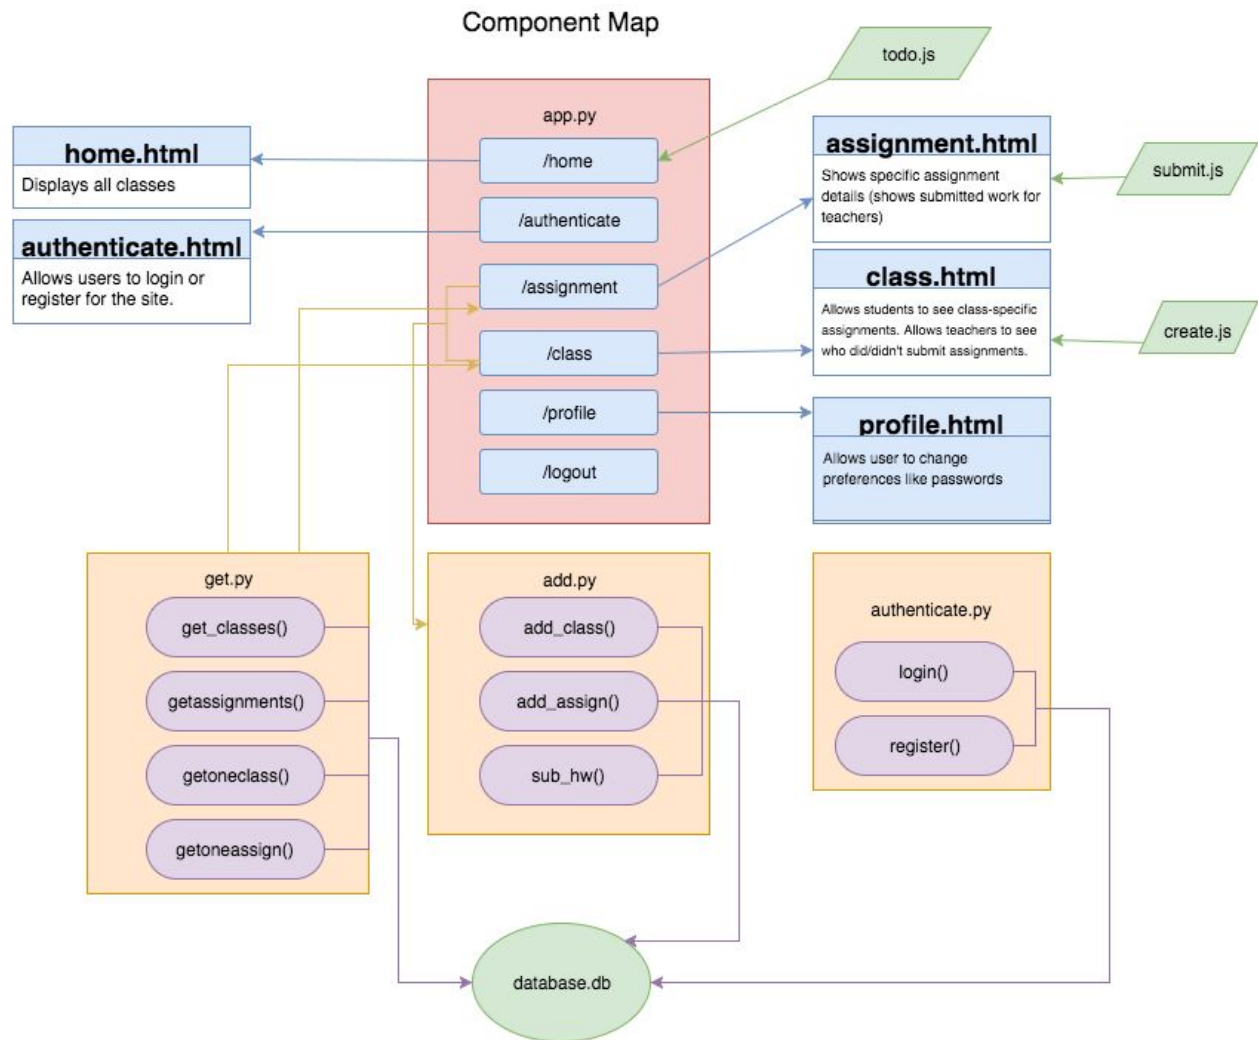 Component Map
todo.js
app.py
/home
/authenticate
/assignment
/class
/profile
/logout
home.html
Displays all classes
authenticate.html
Allows users to login or
register for the site.
assignment.html
Shows specific assignment
details (shows submitted work for
teachers)
submit.js
class.html
Allows students to see class-specific
assignments. Allows teachers to see
who did/didn't submit assignments.
create.js
profile.html
Allows user to change
preferences like passwords
get.py
get_classes()
getassignments()
getoneclass()
getoneassign()
add.py
add_class()
add_assign()
sub_hw()
authenticate.py
login()
register()
database.db